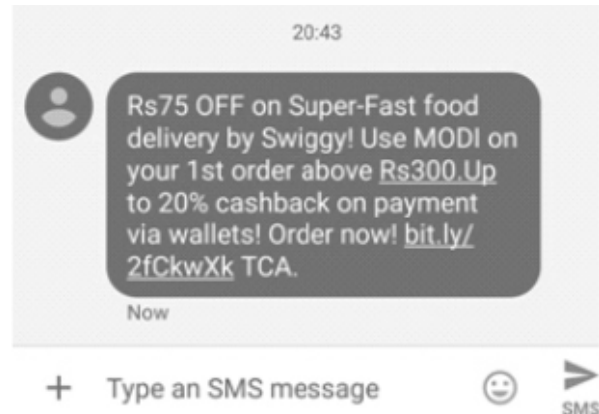 20:43
Rs75 OFF on Super-Fast food
delivery by Swiggy! Use MODI on
your 1st order above Rs300.Up
to 20% cashback on payment
via wallets! Order now! bit.ly/
2fCkwXk TCA.
Now
Type an SMS message
SMS